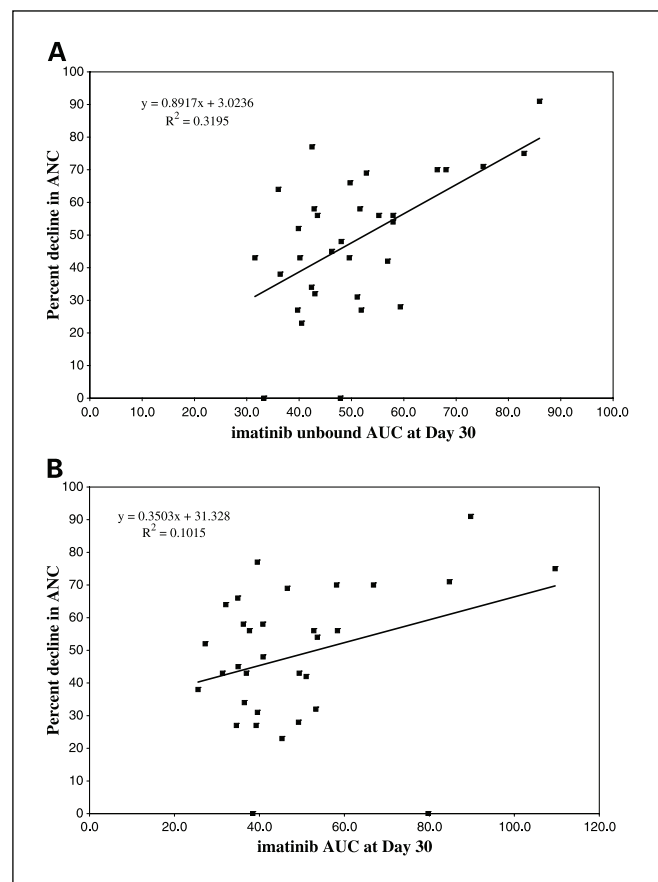 A
100
90
80
70
60
50
40
30
20
10
0
Percent decline in ANC
y = 0.8917x + 3.0236
R² = 0.3195
0.0 10.0 20.0 30.0 40.0 50.0 60.0 70.0 80.0 90.0 100.0
imatinib unbound AUC at Day 30
B
100
90
80
70
60
50
40
30
20
10
0
Percent decline in ANC
y = 0.3503x + 31.328
R² = 0.1015
0.0 20.0 40.0 60.0 80.0 100.0 120.0
imatinib AUC at Day 30